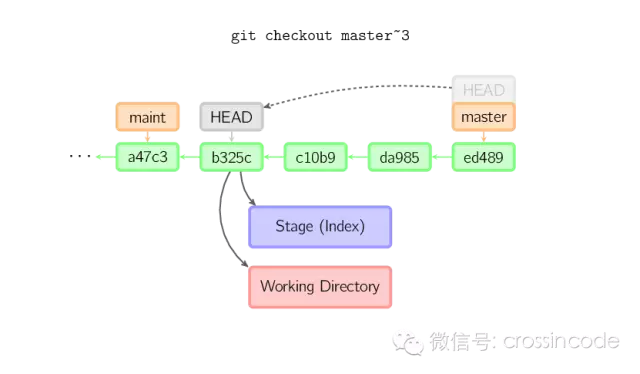 git checkout master~3
HEAD
maint HEAD master
··· a47c3 b325c c10b9 da985 ed489
Stage (Index)
Working Directory
微信号: crossincode